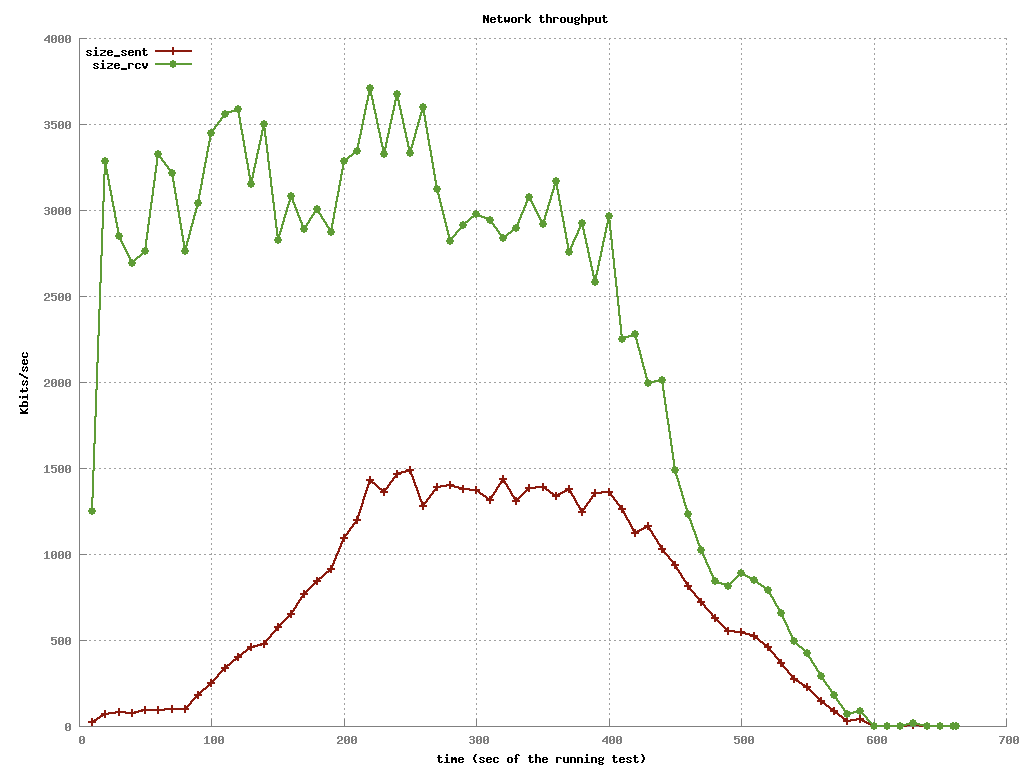 Network throughput
4000
size_sent
size_rcv
3500
3000
2500
2000
1500
1000
500
0
Kbits/sec
0 100 200 300 400 500 600 700
time (sec of the running test)